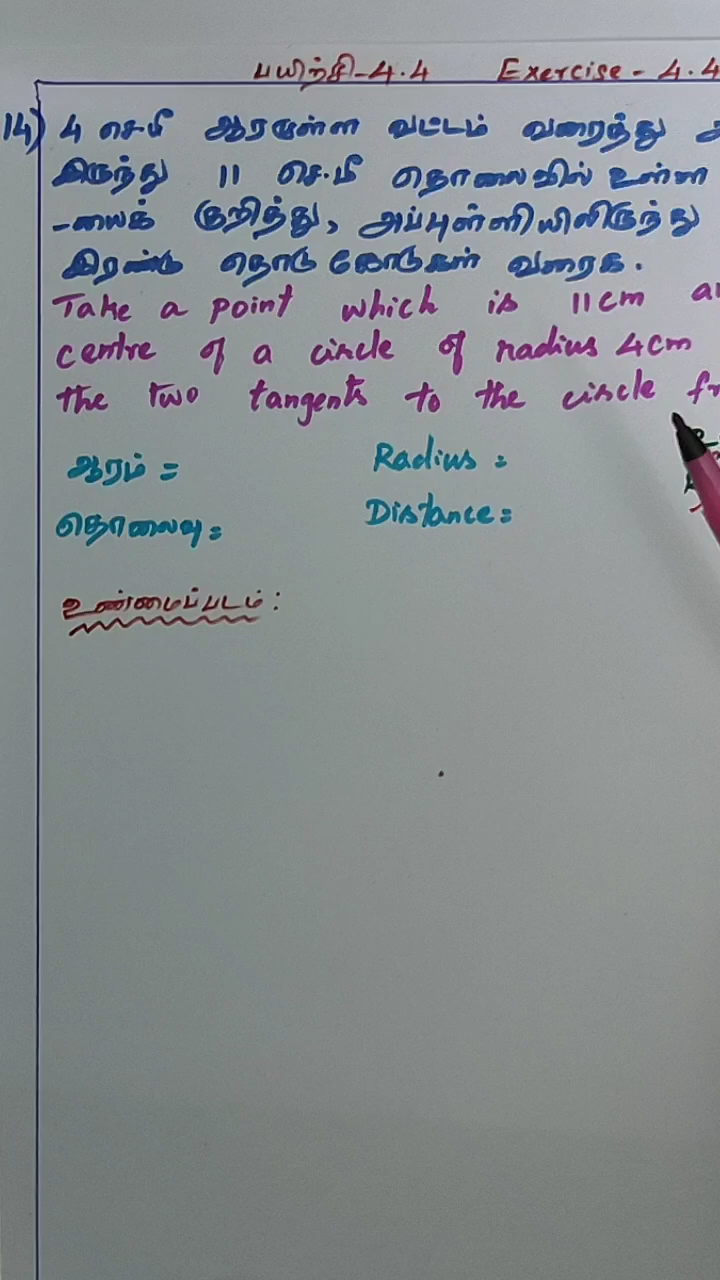 பயிற்சி-4.4 Exercise - 4.4
14) 4 செ.மீ ஆரமுள்ள வட்டம் வரைந்து
இருந்து 11 செ.மீ தொலைவில் உள்ள
-யைக் குறித்து, அப்புள்ளியிலிருந்து
இரண்டு தொடுகோடுகள் வரைக.
Take a point which is 11cm
centre of a circle of radius 4cm
the two tangents to the circle
ஆரம் = Radius =
தொலைவு = Distance =
உண்மைப்படம் :